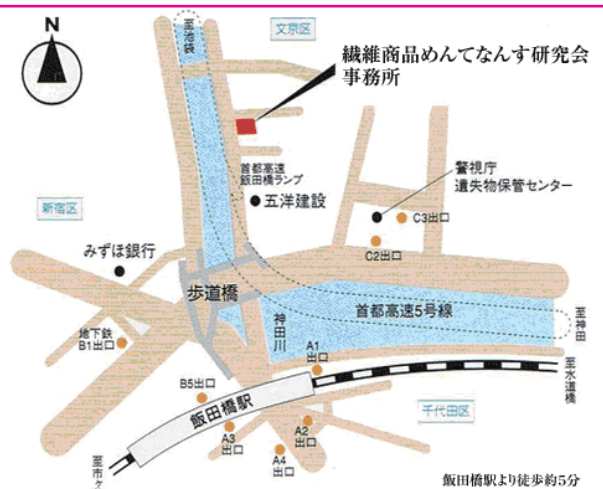 N
至池袋
文京区
繊維商品めんてなんす研究会
事務所
首都高速
飯田橋ランプ
五洋建設
警視庁
遺失物保管センター
C3出口
C2出口
新宿区
みずほ銀行
歩道橋
神田川
首都高速5号線
至神田
地下鉄
B1出口
A1
出口
至水道橋
B5出口
飯田橋駅
千代田区
A3
出口
A2
出口
A4
出口
至市ヶ
飯田橋駅より徒歩約5分